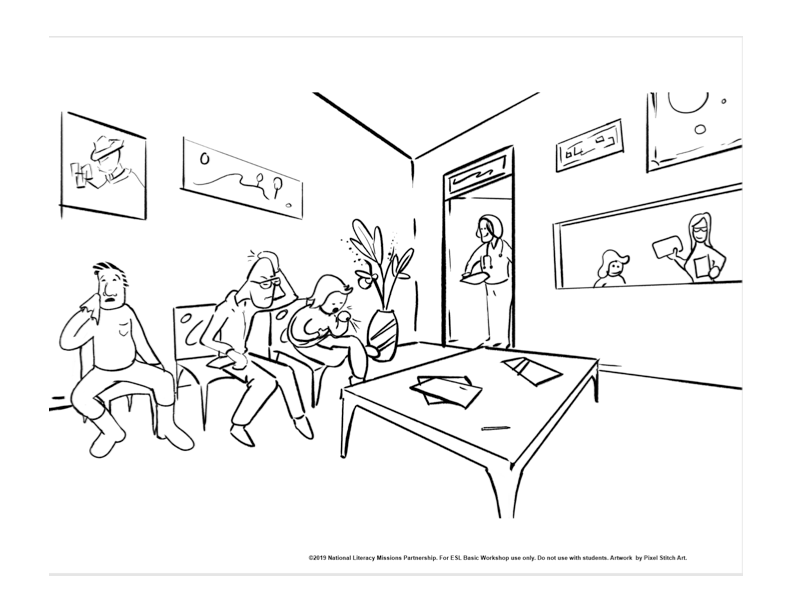 ©2019 National Literacy Missions Partnership. For ESL Basic Workshop use only. Do not use with students. Artwork by Pixel Stitch Art.